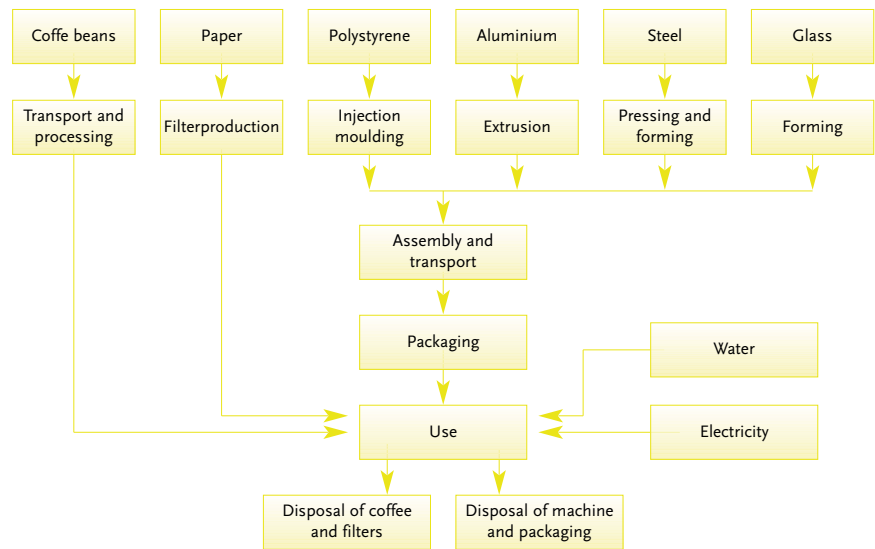 Coffe beans
Paper
Polystyrene
Aluminium
Steel
Glass
Transport and
processing
Filterproduction
Injection
moulding
Extrusion
Pressing and
forming
Forming
Assembly and
transport
Packaging
Water
Use
Electricity
Disposal of coffee
and filters
Disposal of machine
and packaging